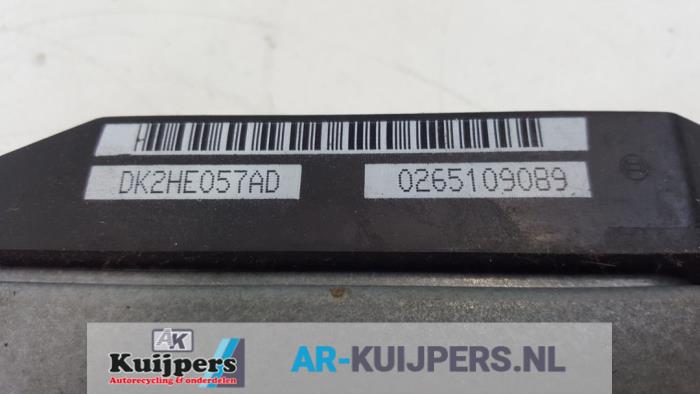 H
DK2HE057AD
0265109089
AK
Kuijpers
Autorecycling & onderdelen
AR-KUIJPERS.NL